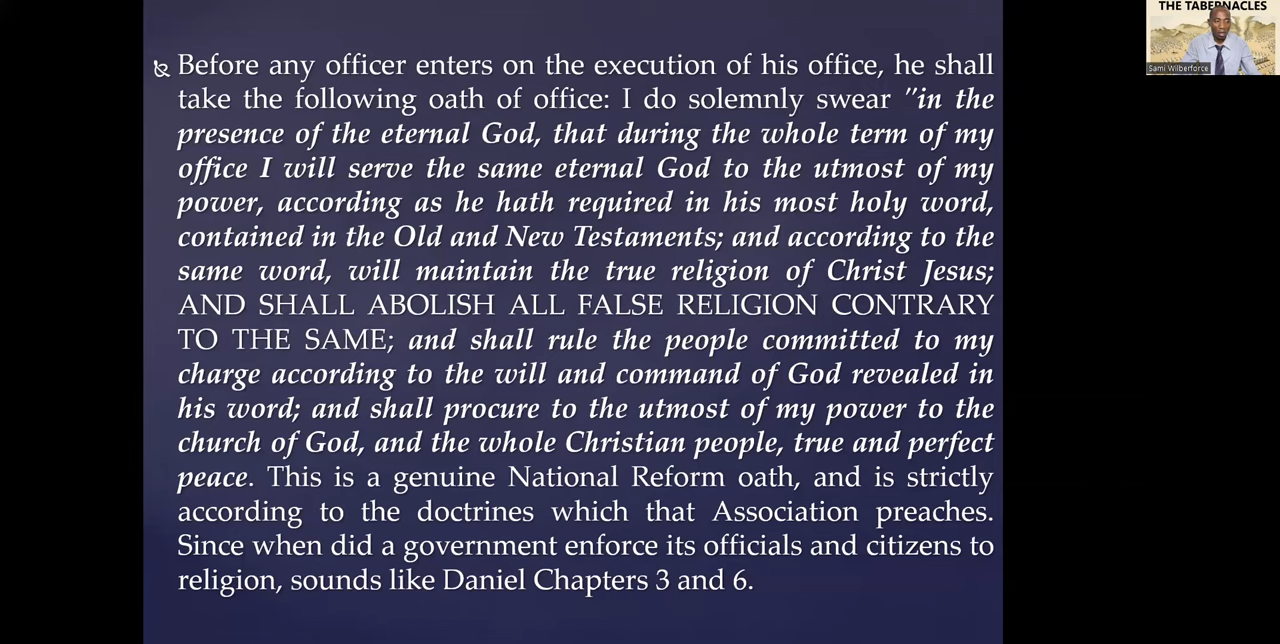 THE TABERNACLES
Sami Wilberforce
Before any officer enters on the execution of his office, he shall
take the following oath of office: I do solemnly swear "in the
presence of the eternal God, that during the whole term of my
office I will serve the same eternal God to the utmost of my
power, according as he hath required in his most holy word,
contained in the Old and New Testaments; and according to the
same word, will maintain the true religion of Christ Jesus;
AND SHALL ABOLISH ALL FALSE RELIGION CONTRARY
TO THE SAME; and shall rule the people committed to my
charge according to the will and command of God revealed in
his word; and shall procure to the utmost of my power to the
church of God, and the whole Christian people, true and perfect
peace. This is a genuine National Reform oath, and is strictly
according to the doctrines which that Association preaches.
Since when did a government enforce its officials and citizens to
religion, sounds like Daniel Chapters 3 and 6.